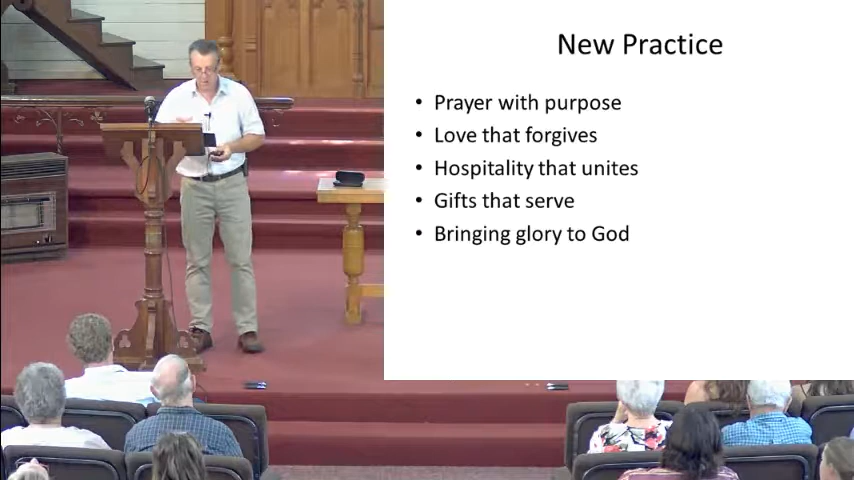 New Practice
• Prayer with purpose
• Love that forgives
• Hospitality that unites
• Gifts that serve
• Bringing glory to God